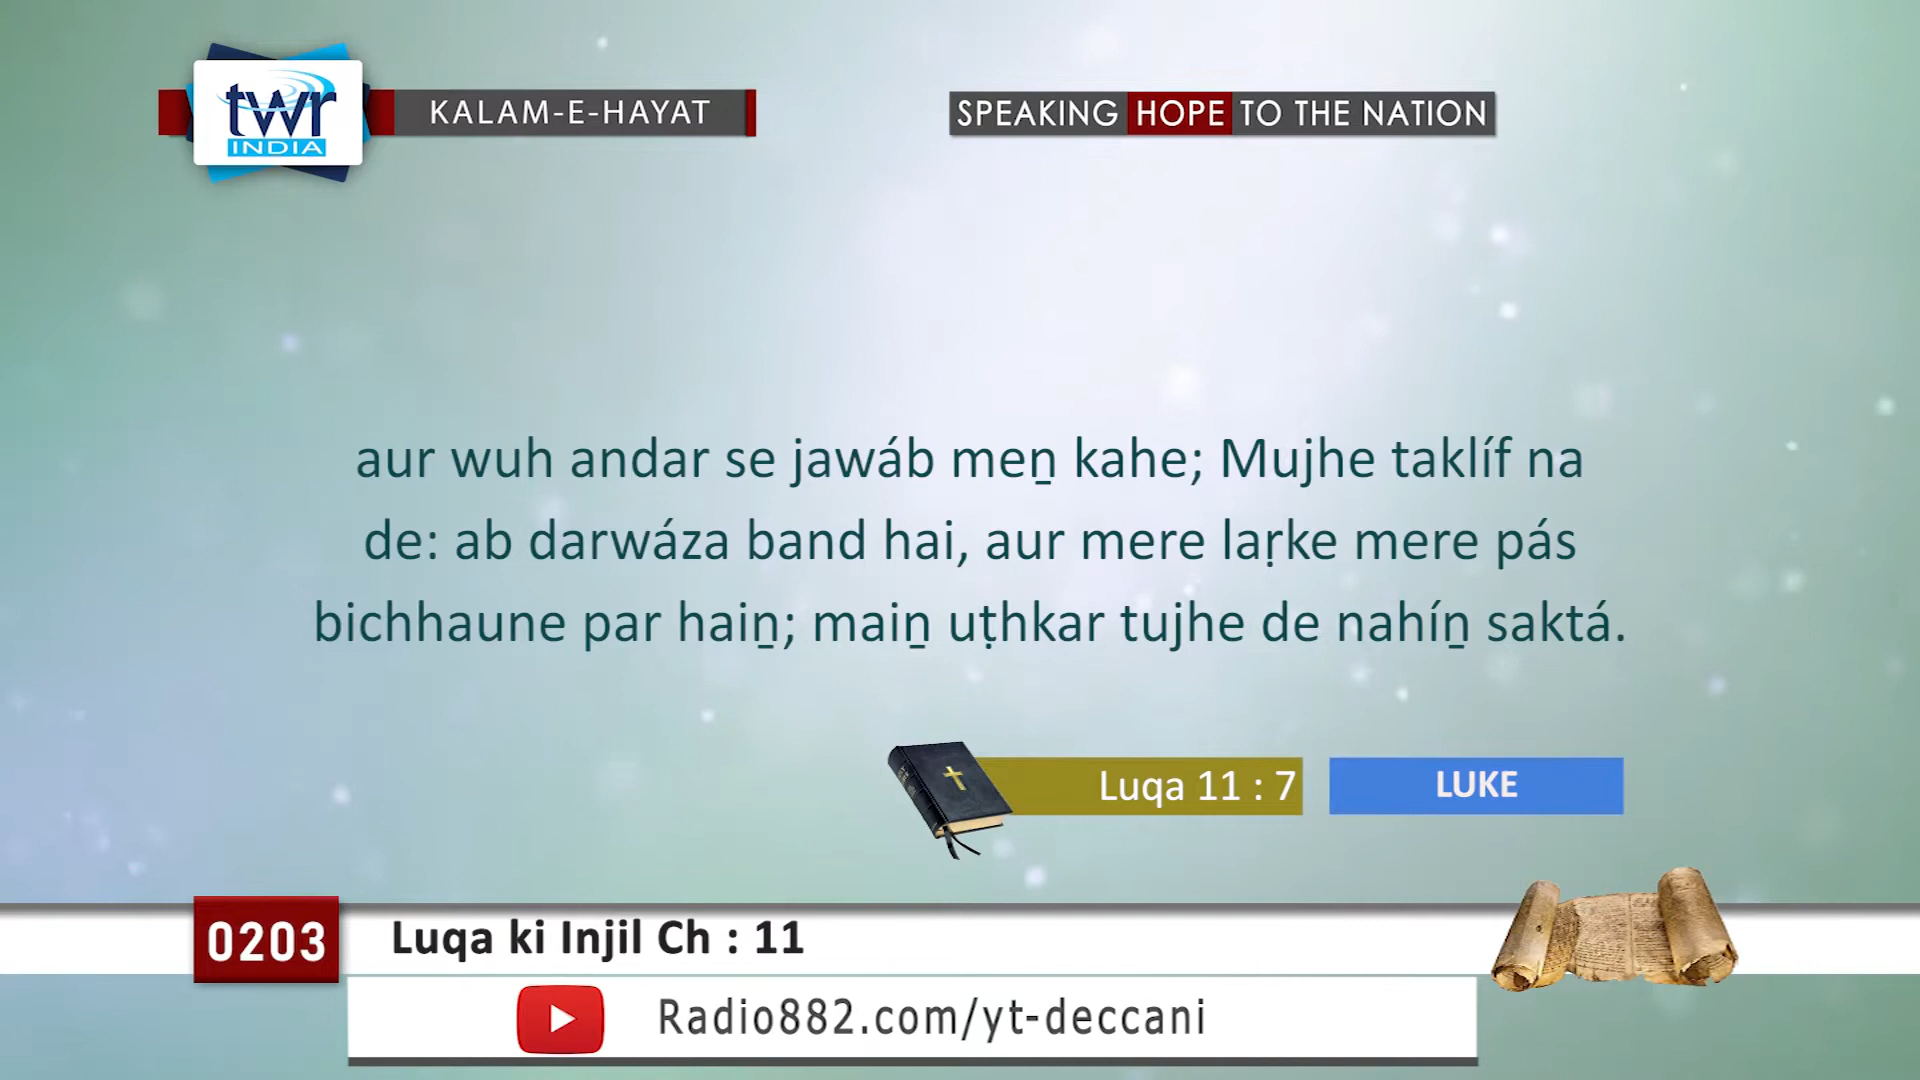 twr
INDIA
KALAM-E-HAYAT
SPEAKING HOPE TO THE NATION
aur wuh andar se jawáb meṉ kahe; Mujhe taklíf na
de: ab darwáza band hai, aur mere laṛke mere pás
bichhaune par haiṉ; maiṉ uṭhkar tujhe de nahíṉ saktá.
Luqa 11 : 7
LUKE
0203
Luqa ki Injil Ch : 11
Radio882.com/yt-deccani